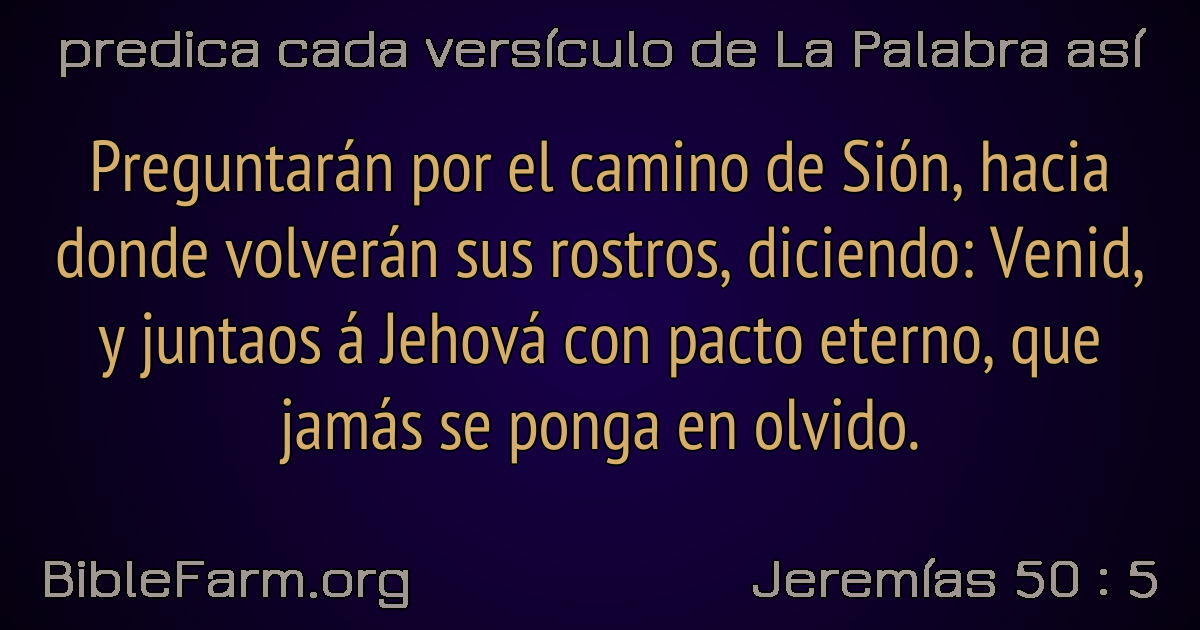 predica cada versículo de La Palabra así
Preguntarán por el camino de Sión, hacia
donde volverán sus rostros, diciendo: Venid,
y juntaos á Jehová con pacto eterno, que
jamás se ponga en olvido.
BibleFarm.org
Jeremías 50 : 5